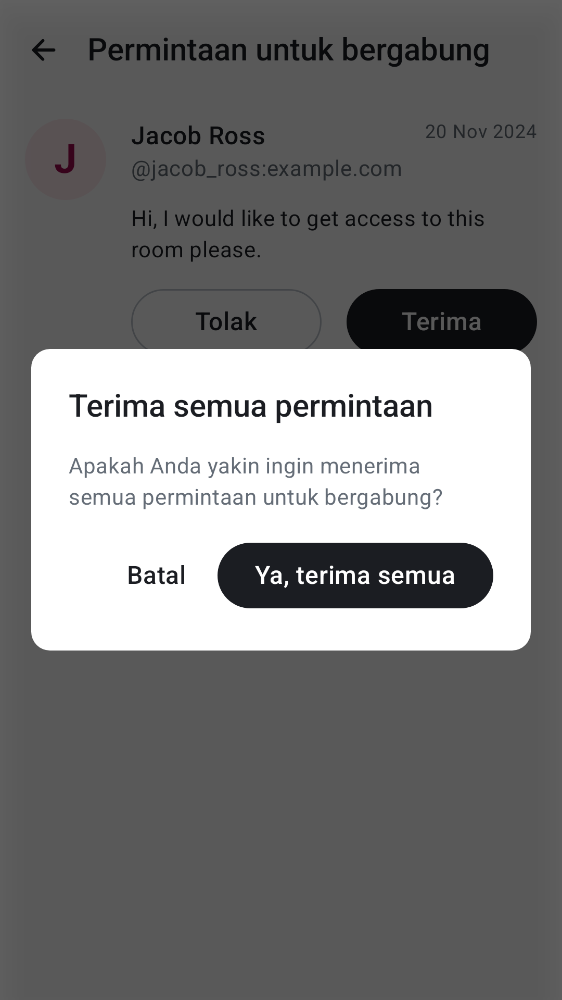 Permintaan untuk bergabung
J
Jacob Ross
20 Nov 2024
@jacob_ross:example.com
Hi, I would like to get access to this
room please.
Tolak
Terima
Terima semua permintaan
Apakah Anda yakin ingin menerima
semua permintaan untuk bergabung?
Batal
Ya, terima semua